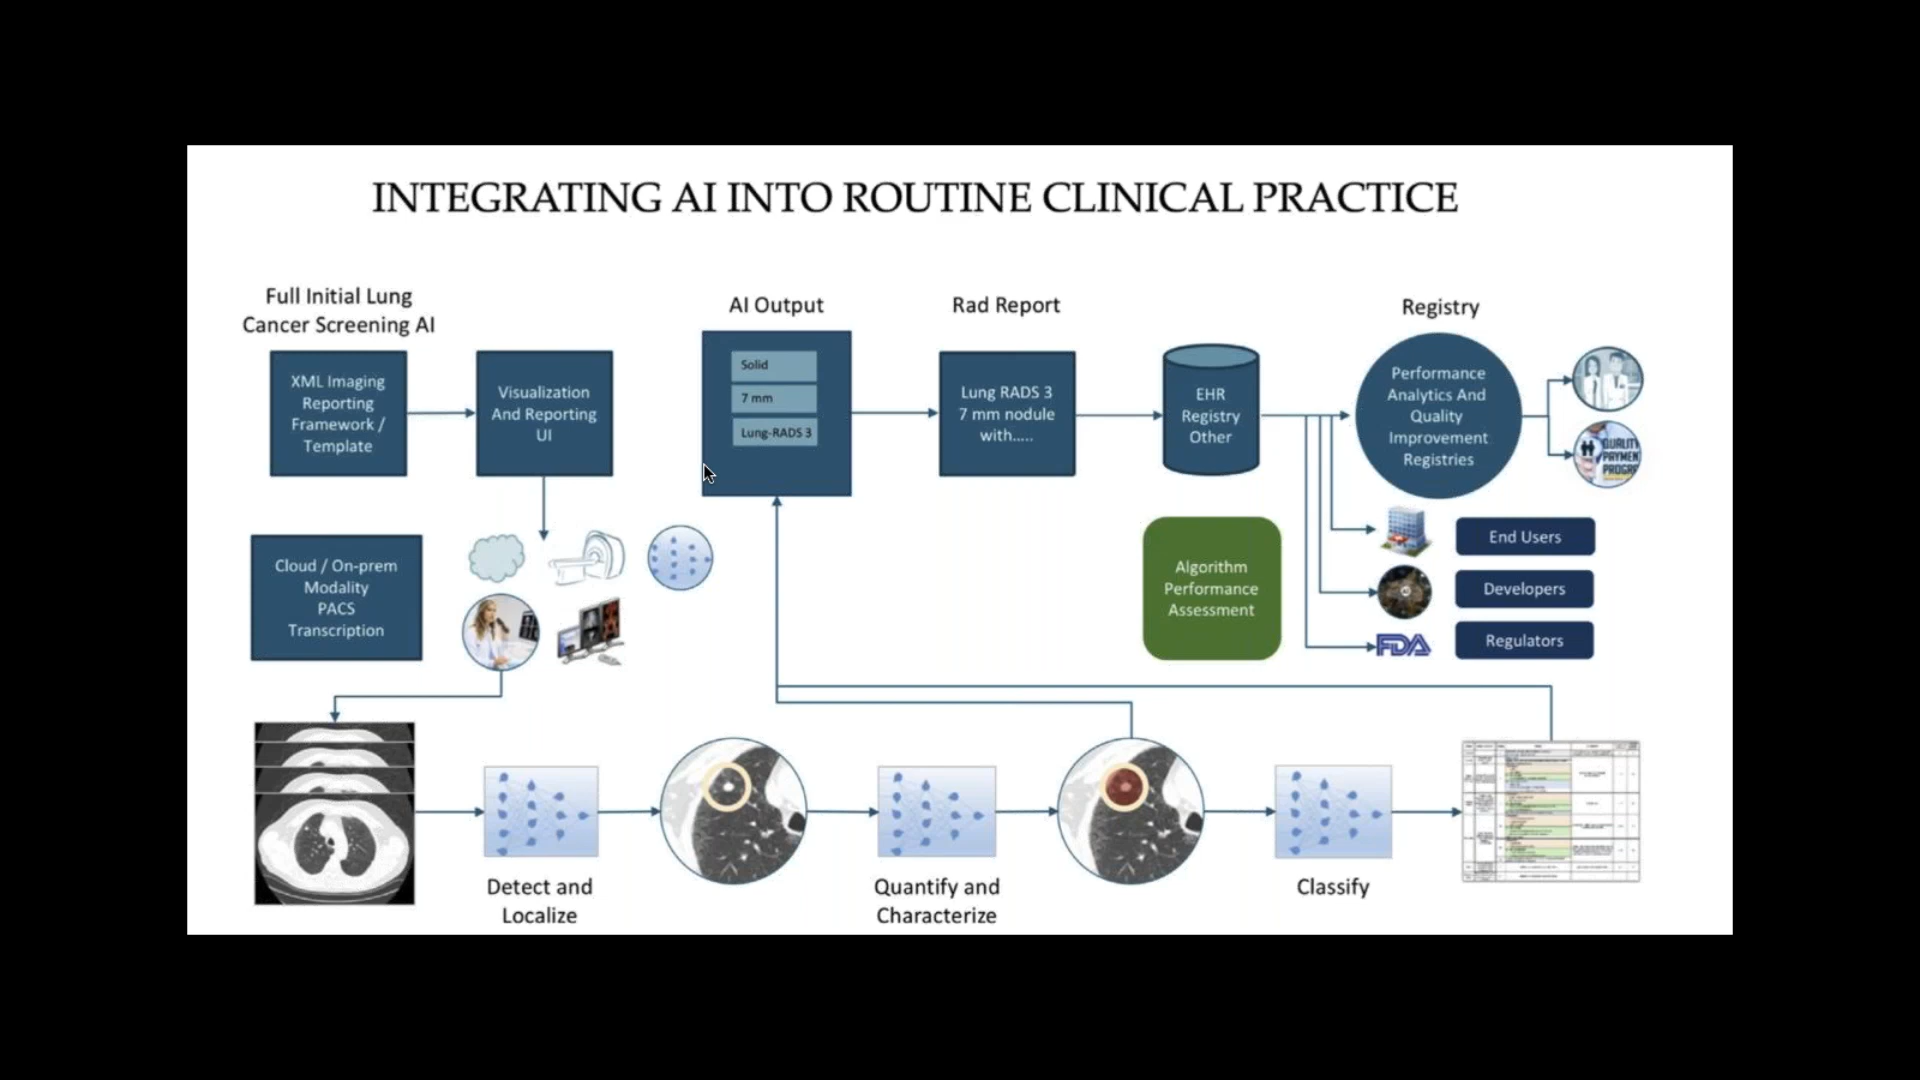 INTEGRATING AI INTO ROUTINE CLINICAL PRACTICE
Full Initial Lung
Cancer Screening AI
AI Output
Rad Report
Registry
XML Imaging
Reporting
Framework /
Template
Visualization
And Reporting
UI
Solid
7 mm
Lung-RADS 3
Lung RADS 3
7 mm nodule
with.....
EHR
Registry
Other
Performance
Analytics And
Quality
Improvement
Registries
QUALITY
PAYMEN
PROGRA
Cloud / On-prem
Modality
PACS
Transcription
Algorithm
Performance
Assessment
End Users
Developers
FDA
Regulators
Detect and
Localize
Quantify and
Characterize
Classify